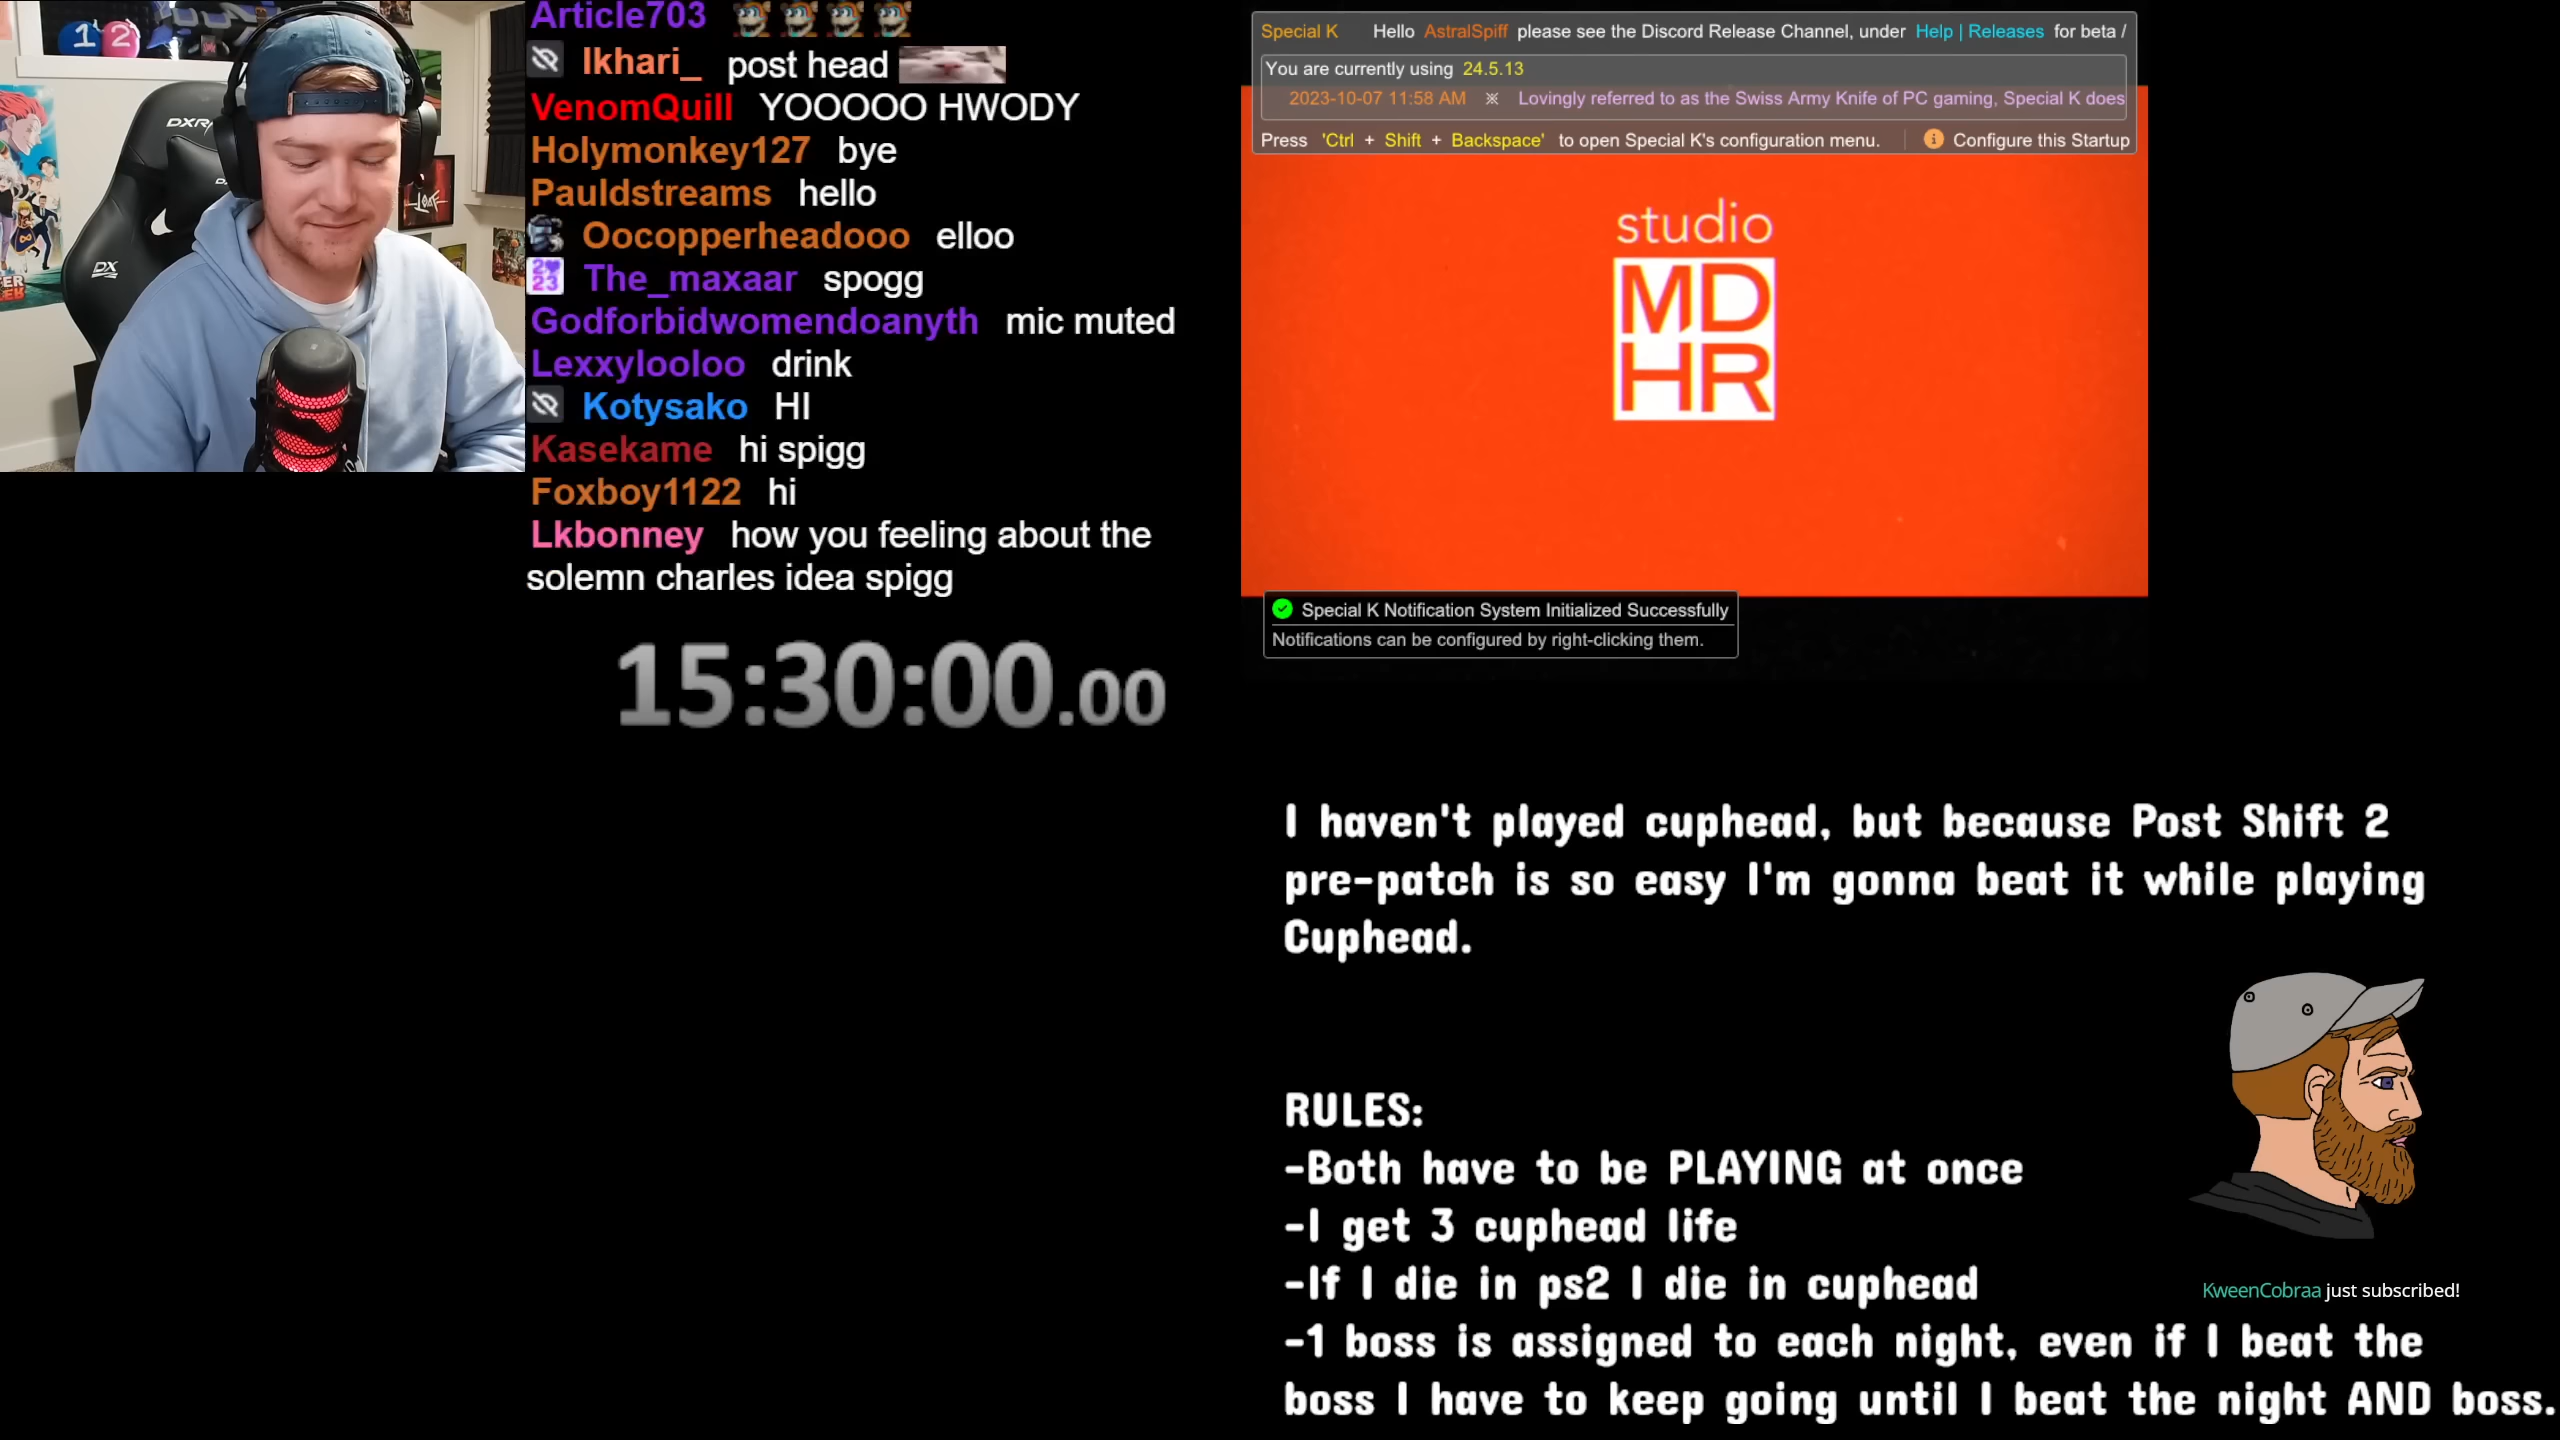 Article703
Ikhari_ post head
VenomQuill YOOOOO HWODY
Holymonkey127 bye
Pauldstreams hello
Oocopperheadooo elloo
The_maxaar spogg
Godforbidwomendoanyth mic muted
Lexxylooloo drink
Kotysako HI
Kasekame hi spigg
Foxboy1122 hi
Lkbonney how you feeling about the
solemn charles idea spigg
15:30:00.00
1 2
DXR
DX
Special K Hello AstralSpiff please see the Discord Release Channel, under Help | Releases for beta /
You are currently using 24.5.13
2023-10-07 11:58 AM ※ Lovingly referred to as the Swiss Army Knife of PC gaming, Special K does
Press 'Ctrl + Shift + Backspace' to open Special K's configuration menu. Configure this Startup
studio
MD
HR
Special K Notification System Initialized Successfully
Notifications can be configured by right-clicking them.
I haven't played cuphead, but because Post Shift 2
pre-patch is so easy I'm gonna beat it while playing
Cuphead.
RULES:
-Both have to be PLAYING at once
-I get 3 cuphead life
-If I die in ps2 I die in cuphead
-1 boss is assigned to each night, even if I beat the
boss I have to keep going until I beat the night AND boss.
KweenCobraa just subscribed!